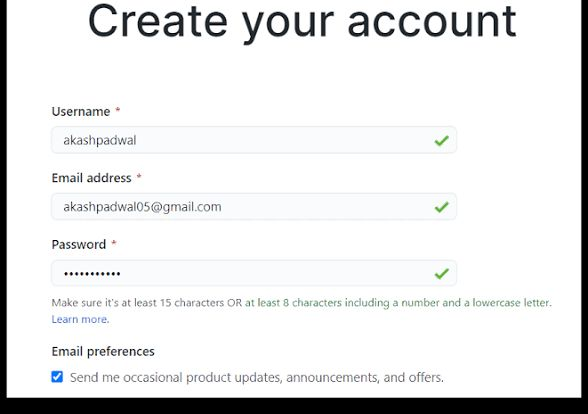 Create your account
Username *
akashpadwal
Email address *
akashpadwal05@gmail.com
Password *
•••••••••••
Make sure it's at least 15 characters OR at least 8 characters including a number and a lowercase letter.
Learn more.
Email preferences
Send me occasional product updates, announcements, and offers.